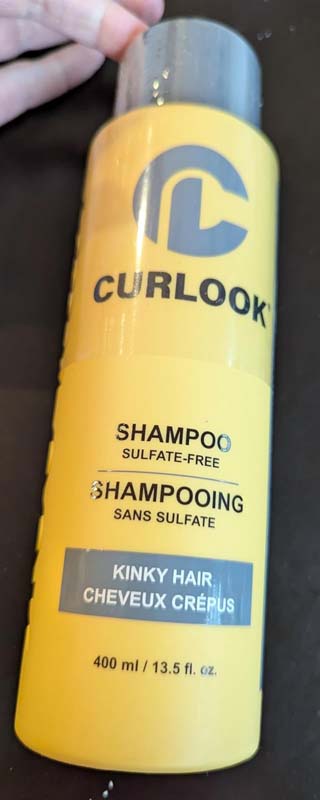 CURLOOK®
SHAMPOO
SULFATE-FREE
SHAMPOOING
SANS SULFATE
KINKY HAIR
CHEVEUX CRÉPUS
400 ml / 13.5 fl. oz.